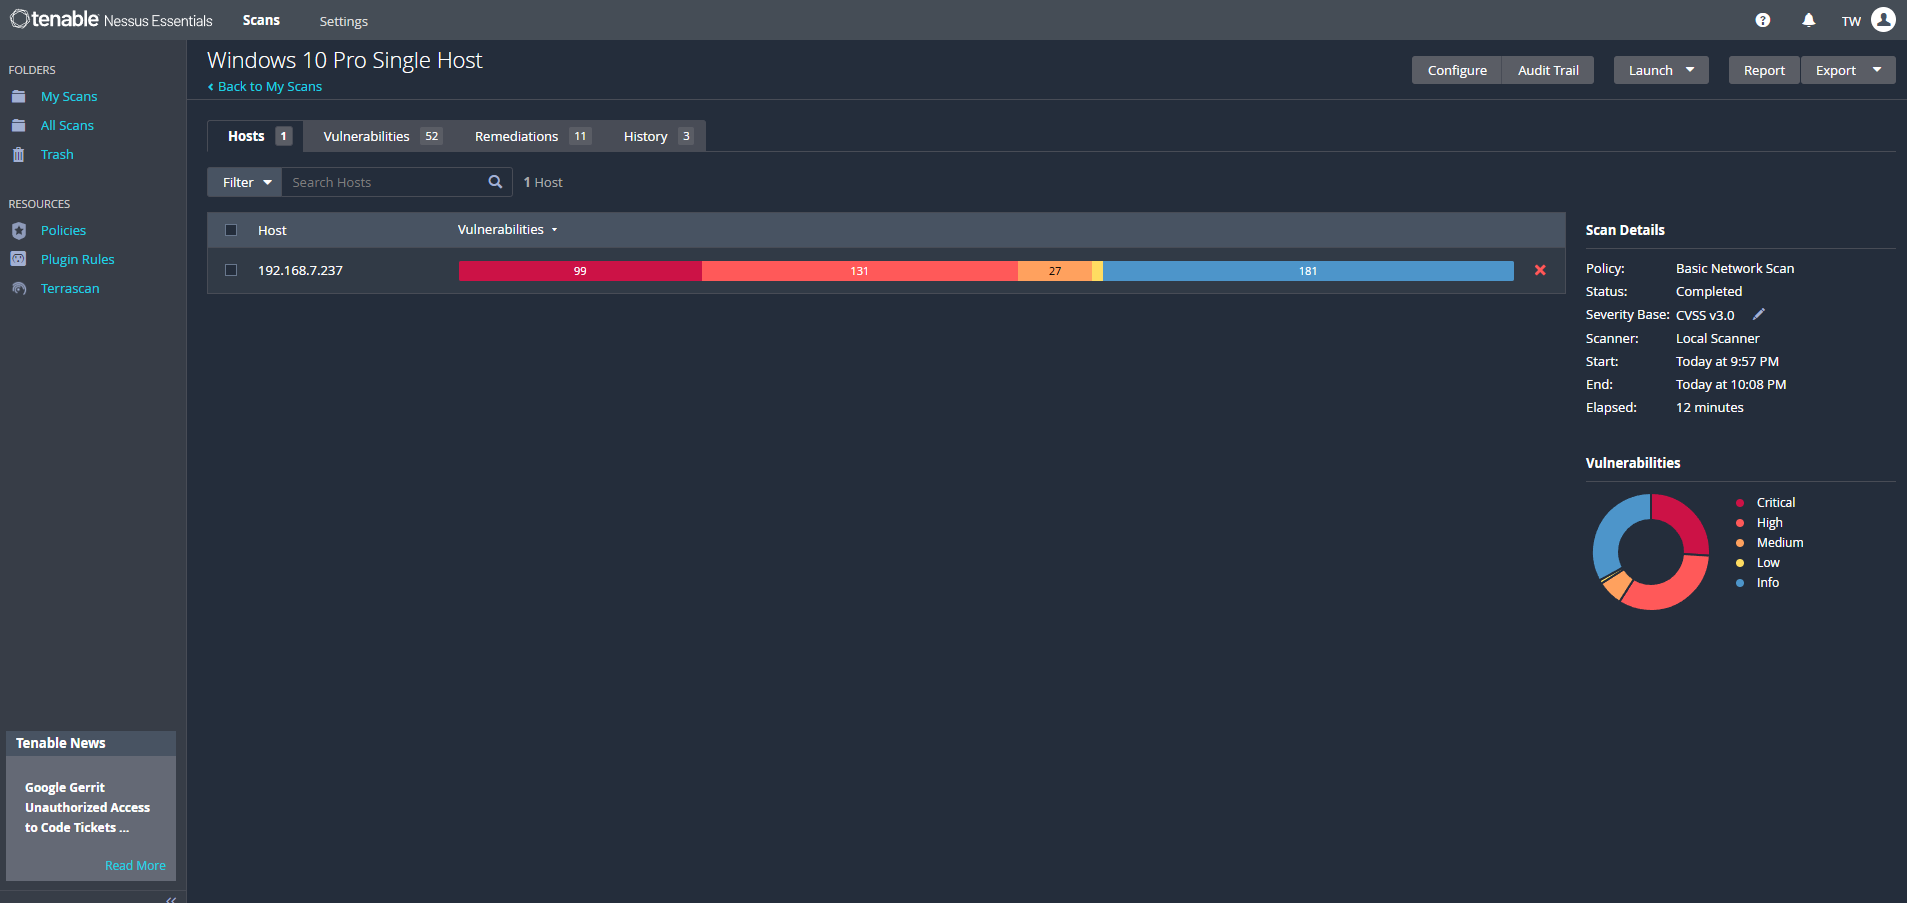 tenable Nessus Essentials Scans Settings ? TW
FOLDERS
My Scans
All Scans
Trash
RESOURCES
Policies
Plugin Rules
Terrascan
Tenable News
Google Gerrit
Unauthorized Access
to Code Tickets ...
Read More
«
Windows 10 Pro Single Host
‹ Back to My Scans
Configure Audit Trail Launch Report Export
Hosts 1 Vulnerabilities 52 Remediations 11 History 3
Filter Search Hosts 1 Host
Host Vulnerabilities
192.168.7.237 99 131 27 181
Scan Details
Policy: Basic Network Scan
Status: Completed
Severity Base: CVSS v3.0
Scanner: Local Scanner
Start: Today at 9:57 PM
End: Today at 10:08 PM
Elapsed: 12 minutes
Vulnerabilities
Critical
High
Medium
Low
Info